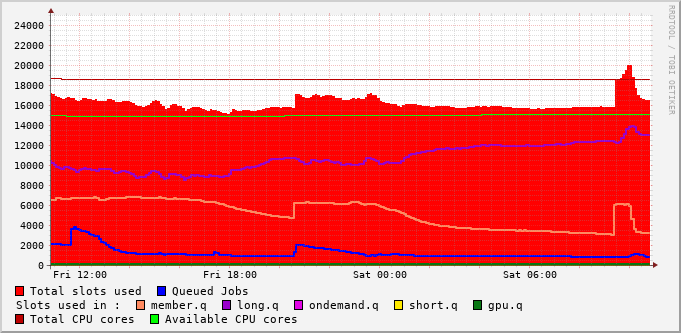 RRDTOOL / TOBI OETIKER
24000
22000
20000
18000
16000
14000
12000
10000
8000
6000
4000
2000
0
Fri 12:00 Fri 18:00 Sat 00:00 Sat 06:00
Total slots used Queued Jobs
Slots used in : member.q long.q ondemand.q short.q gpu.q
Total CPU cores Available CPU cores